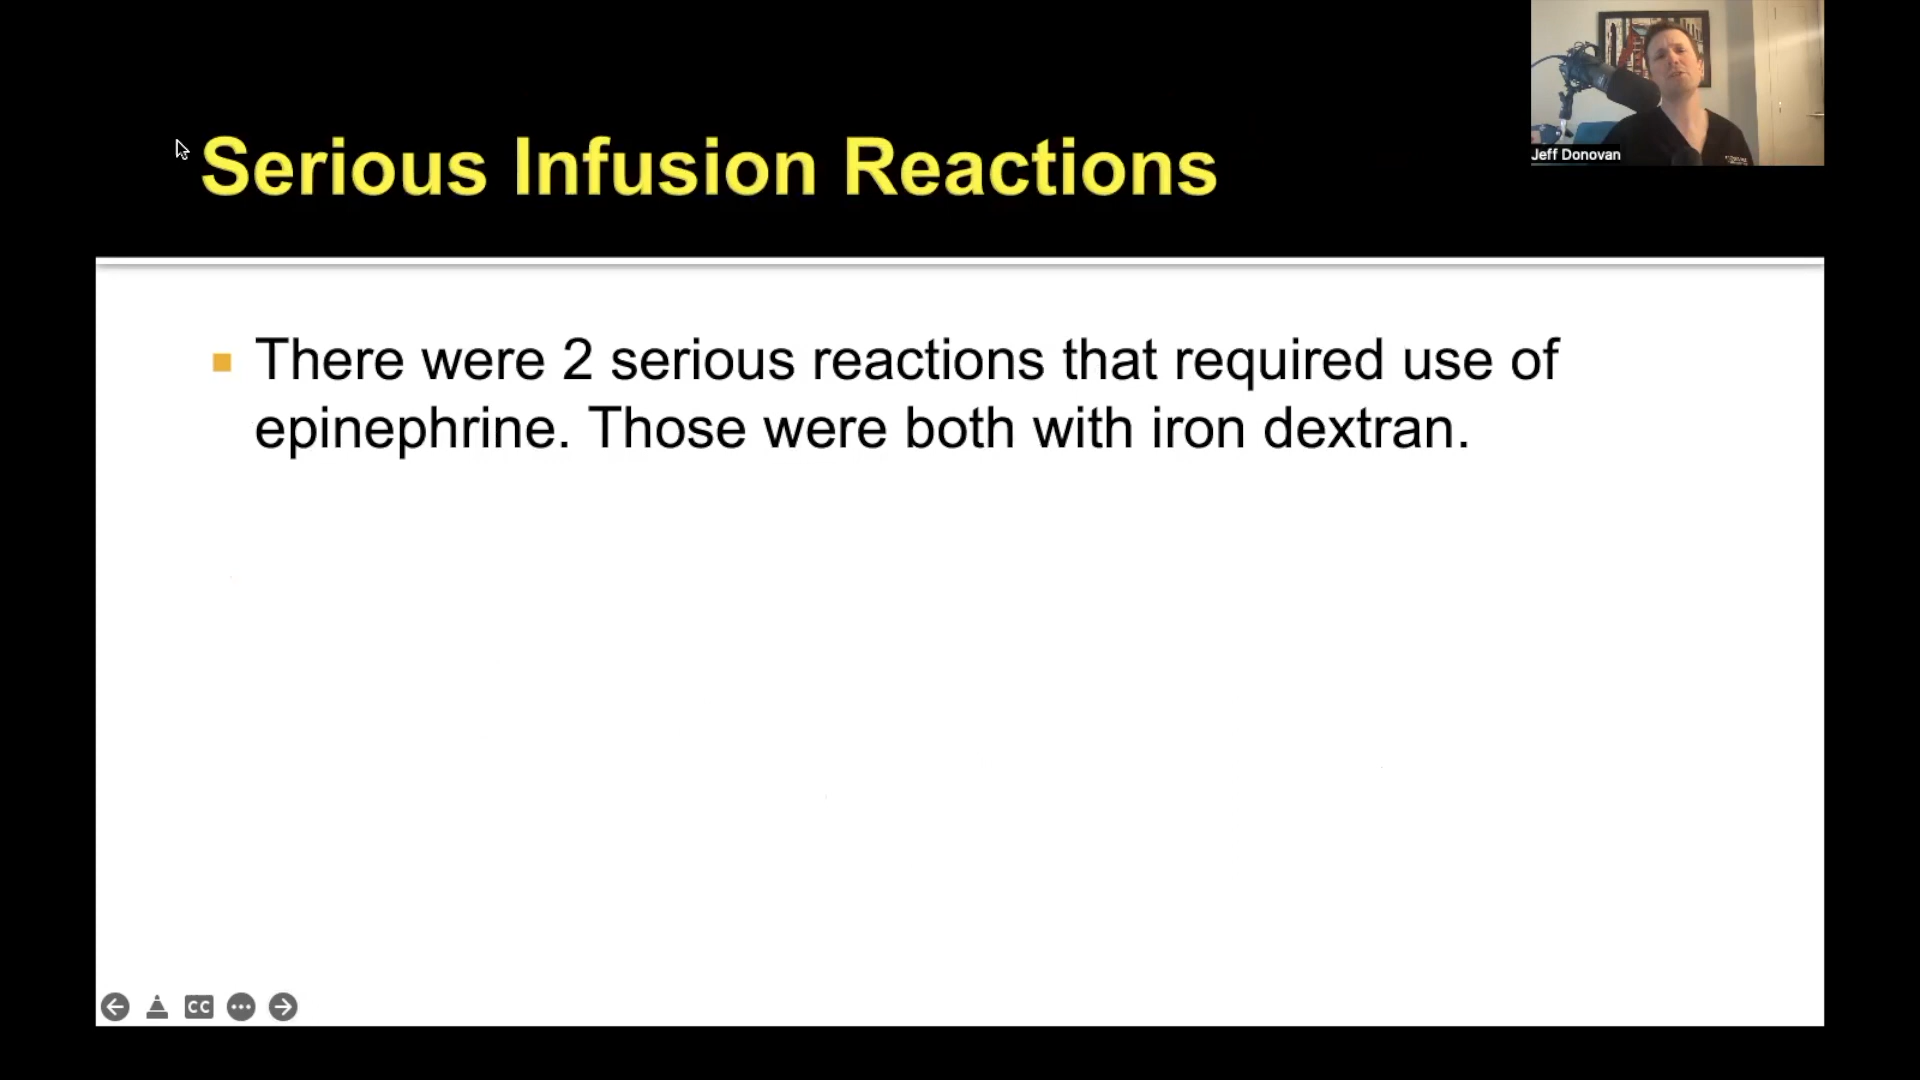 Serious Infusion Reactions
Jeff Donovan
There were 2 serious reactions that required use of
epinephrine. Those were both with iron dextran.
CC